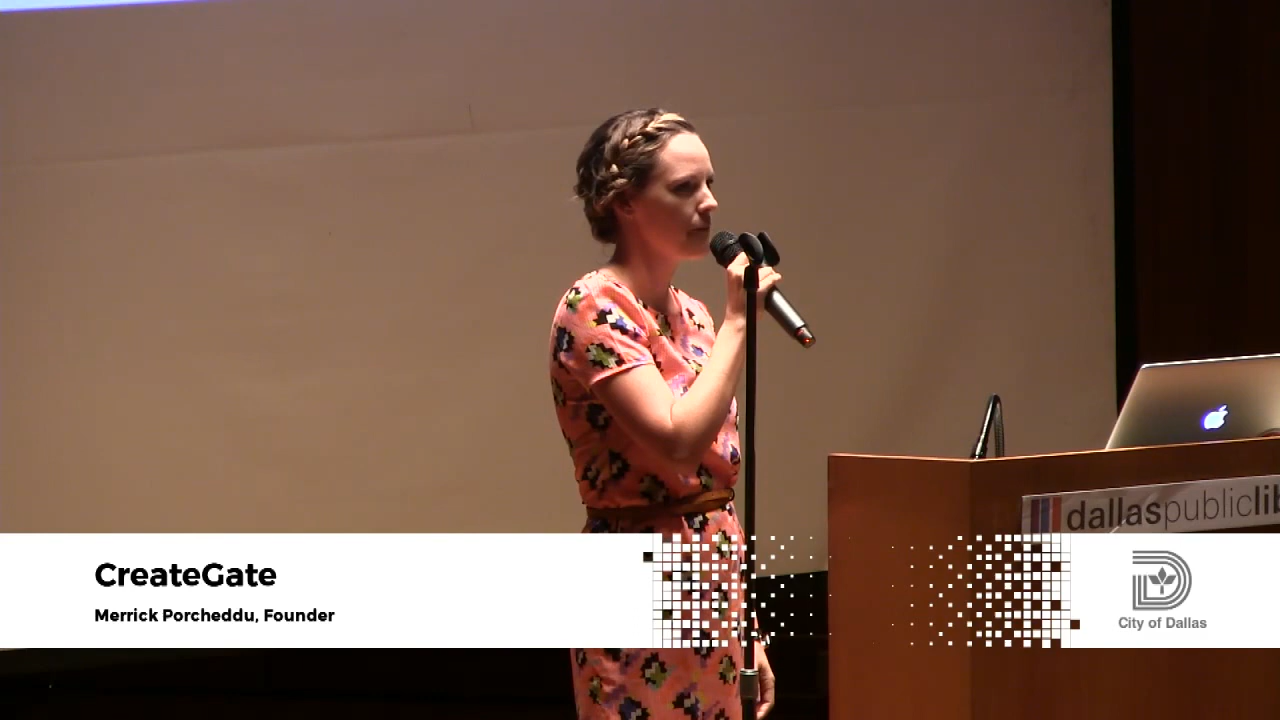 dallaspubliclib
CreateGate
Merrick Porcheddu, Founder
City of Dallas